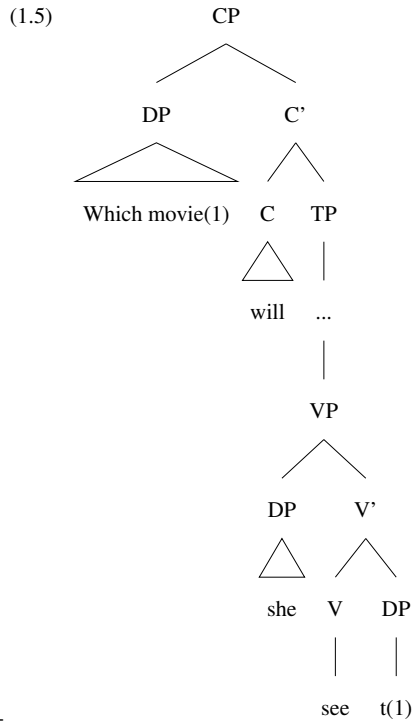 (1.5) CP
DP C’
Which movie(1) C TP
will ...
VP
DP V’
she V DP
see t(1)